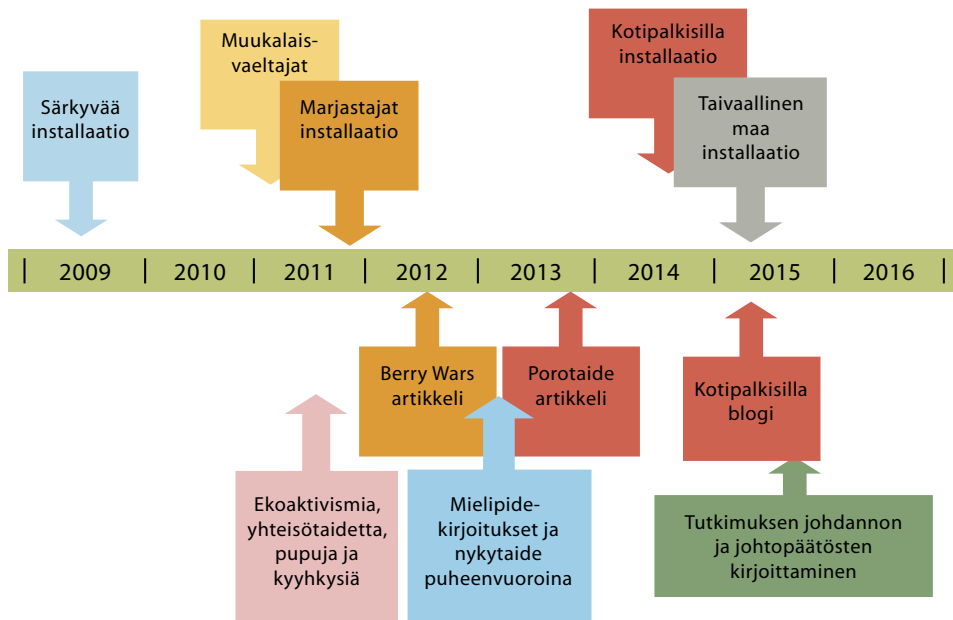 Särkyvää
installaatio
Muukalais-
vaeltajat
Marjastajat
installaatio
Kotipalkisilla
installaatio
Taivaallinen
maa
installaatio
| 2009 | 2010 | 2011 | 2012 | 2013 | 2014 | 2015 | 2016 |
Berry Wars
artikkeli
Porotaide
artikkeli
Kotipalkisilla
blogi
Ekoaktivismia,
yhteisötaidetta,
pupuja ja
kyyhkysiä
Mielipide-
kirjoitukset ja
nykytaide
puheenvuoroina
Tutkimuksen johdannon
ja johtopäätösten
kirjoittaminen